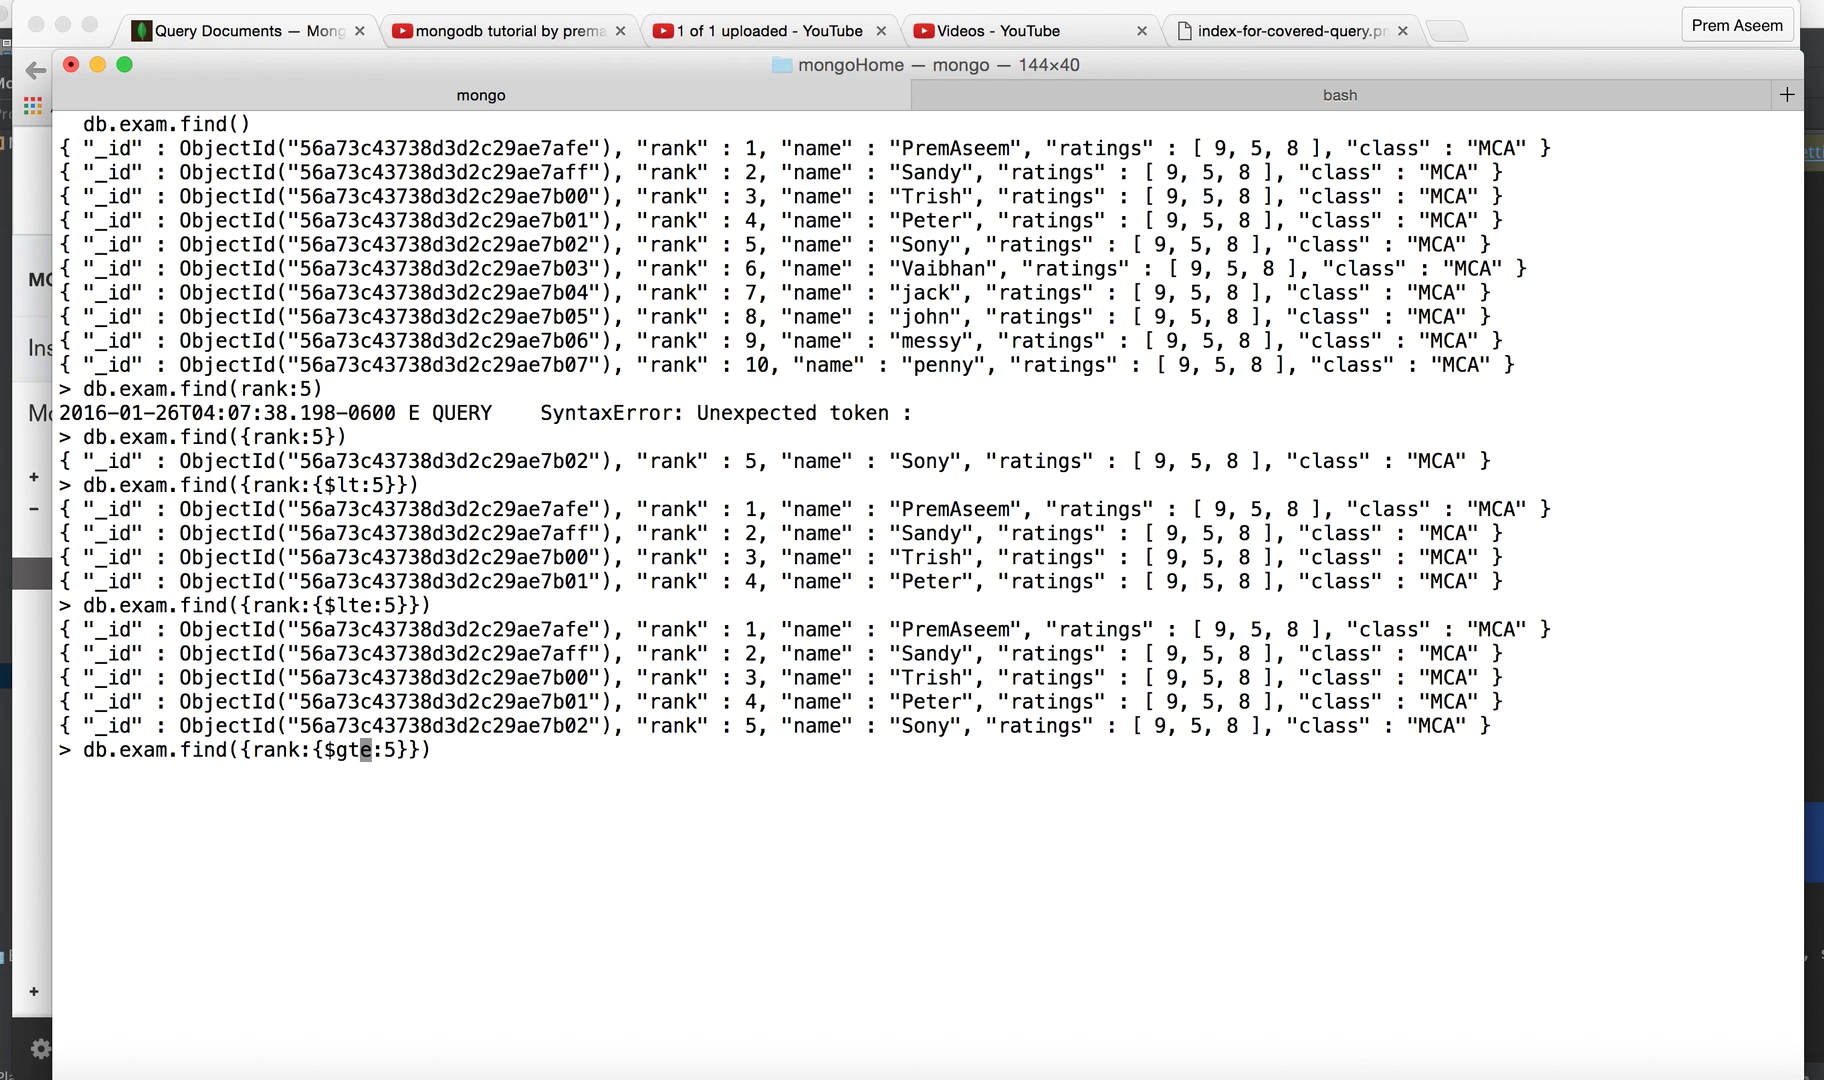 Query Documents — Mong
mongodb tutorial by prema
1 of 1 uploaded - YouTube
Videos - YouTube
index-for-covered-query.pn
Prem Aseem
mongoHome — mongo — 144×40
mongo
bash
db.exam.find()
{ "_id" : ObjectId("56a73c43738d3d2c29ae7afe"), "rank" : 1, "name" : "PremAseem", "ratings" : [ 9, 5, 8 ], "class" : "MCA" }
{ "_id" : ObjectId("56a73c43738d3d2c29ae7aff"), "rank" : 2, "name" : "Sandy", "ratings" : [ 9, 5, 8 ], "class" : "MCA" }
{ "_id" : ObjectId("56a73c43738d3d2c29ae7b00"), "rank" : 3, "name" : "Trish", "ratings" : [ 9, 5, 8 ], "class" : "MCA" }
{ "_id" : ObjectId("56a73c43738d3d2c29ae7b01"), "rank" : 4, "name" : "Peter", "ratings" : [ 9, 5, 8 ], "class" : "MCA" }
{ "_id" : ObjectId("56a73c43738d3d2c29ae7b02"), "rank" : 5, "name" : "Sony", "ratings" : [ 9, 5, 8 ], "class" : "MCA" }
{ "_id" : ObjectId("56a73c43738d3d2c29ae7b03"), "rank" : 6, "name" : "Vaibhan", "ratings" : [ 9, 5, 8 ], "class" : "MCA" }
{ "_id" : ObjectId("56a73c43738d3d2c29ae7b04"), "rank" : 7, "name" : "jack", "ratings" : [ 9, 5, 8 ], "class" : "MCA" }
{ "_id" : ObjectId("56a73c43738d3d2c29ae7b05"), "rank" : 8, "name" : "john", "ratings" : [ 9, 5, 8 ], "class" : "MCA" }
{ "_id" : ObjectId("56a73c43738d3d2c29ae7b06"), "rank" : 9, "name" : "messy", "ratings" : [ 9, 5, 8 ], "class" : "MCA" }
{ "_id" : ObjectId("56a73c43738d3d2c29ae7b07"), "rank" : 10, "name" : "penny", "ratings" : [ 9, 5, 8 ], "class" : "MCA" }
> db.exam.find(rank:5)
2016-01-26T04:07:38.198-0600 E QUERY    SyntaxError: Unexpected token :
> db.exam.find({rank:5})
{ "_id" : ObjectId("56a73c43738d3d2c29ae7b02"), "rank" : 5, "name" : "Sony", "ratings" : [ 9, 5, 8 ], "class" : "MCA" }
> db.exam.find({rank:{$lt:5}})
{ "_id" : ObjectId("56a73c43738d3d2c29ae7afe"), "rank" : 1, "name" : "PremAseem", "ratings" : [ 9, 5, 8 ], "class" : "MCA" }
{ "_id" : ObjectId("56a73c43738d3d2c29ae7aff"), "rank" : 2, "name" : "Sandy", "ratings" : [ 9, 5, 8 ], "class" : "MCA" }
{ "_id" : ObjectId("56a73c43738d3d2c29ae7b00"), "rank" : 3, "name" : "Trish", "ratings" : [ 9, 5, 8 ], "class" : "MCA" }
{ "_id" : ObjectId("56a73c43738d3d2c29ae7b01"), "rank" : 4, "name" : "Peter", "ratings" : [ 9, 5, 8 ], "class" : "MCA" }
> db.exam.find({rank:{$lte:5}})
{ "_id" : ObjectId("56a73c43738d3d2c29ae7afe"), "rank" : 1, "name" : "PremAseem", "ratings" : [ 9, 5, 8 ], "class" : "MCA" }
{ "_id" : ObjectId("56a73c43738d3d2c29ae7aff"), "rank" : 2, "name" : "Sandy", "ratings" : [ 9, 5, 8 ], "class" : "MCA" }
{ "_id" : ObjectId("56a73c43738d3d2c29ae7b00"), "rank" : 3, "name" : "Trish", "ratings" : [ 9, 5, 8 ], "class" : "MCA" }
{ "_id" : ObjectId("56a73c43738d3d2c29ae7b01"), "rank" : 4, "name" : "Peter", "ratings" : [ 9, 5, 8 ], "class" : "MCA" }
{ "_id" : ObjectId("56a73c43738d3d2c29ae7b02"), "rank" : 5, "name" : "Sony", "ratings" : [ 9, 5, 8 ], "class" : "MCA" }
> db.exam.find({rank:{$gte:5}})